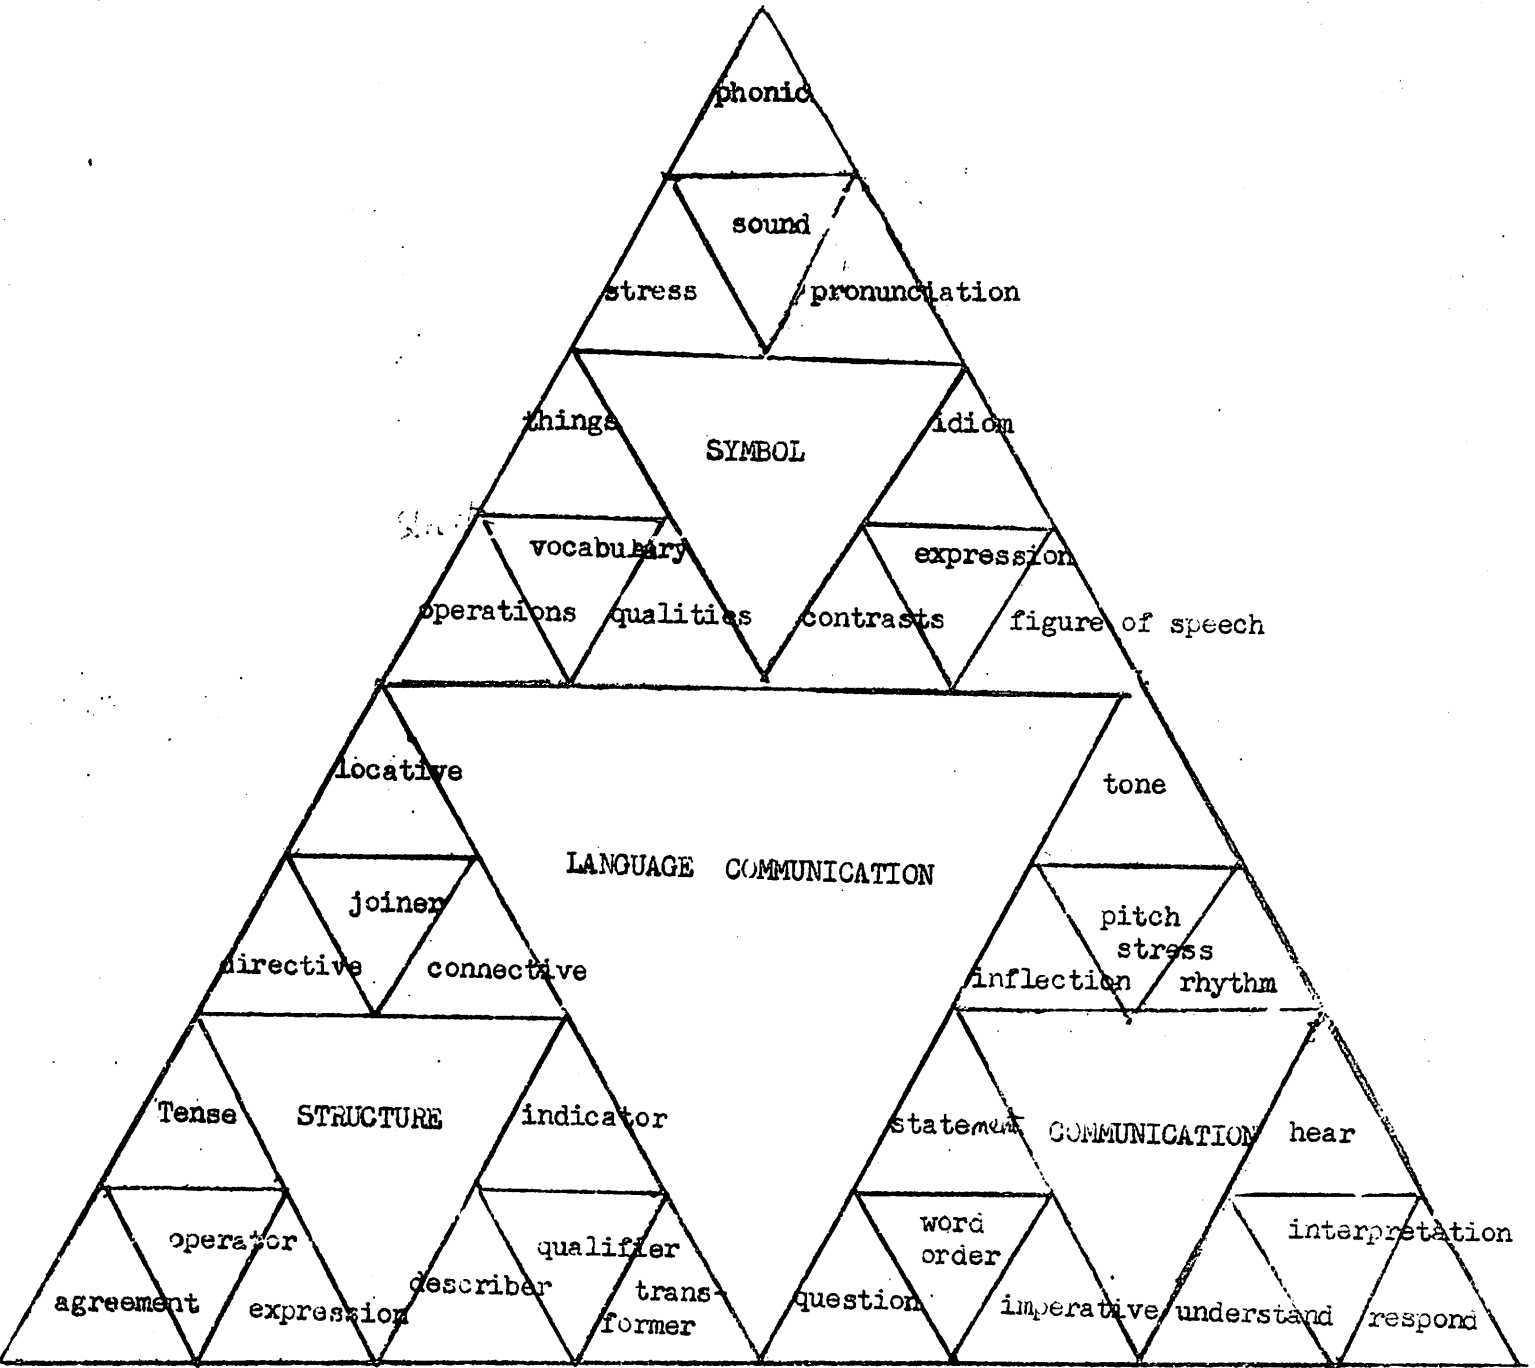 phonic
sound
stress pronunciation
things SYMBOL idiom
vocabulary expression
operations qualities contrasts figure of speech
locative tone
LANGUAGE COMMUNICATION
joiner pitch
stress
directive connective inflection rhythm
Tense STRUCTURE indicator statement COMMUNICATION hear
operator qualifier word
order interpretation
agreement expression describer trans-
former question imperative understand respond